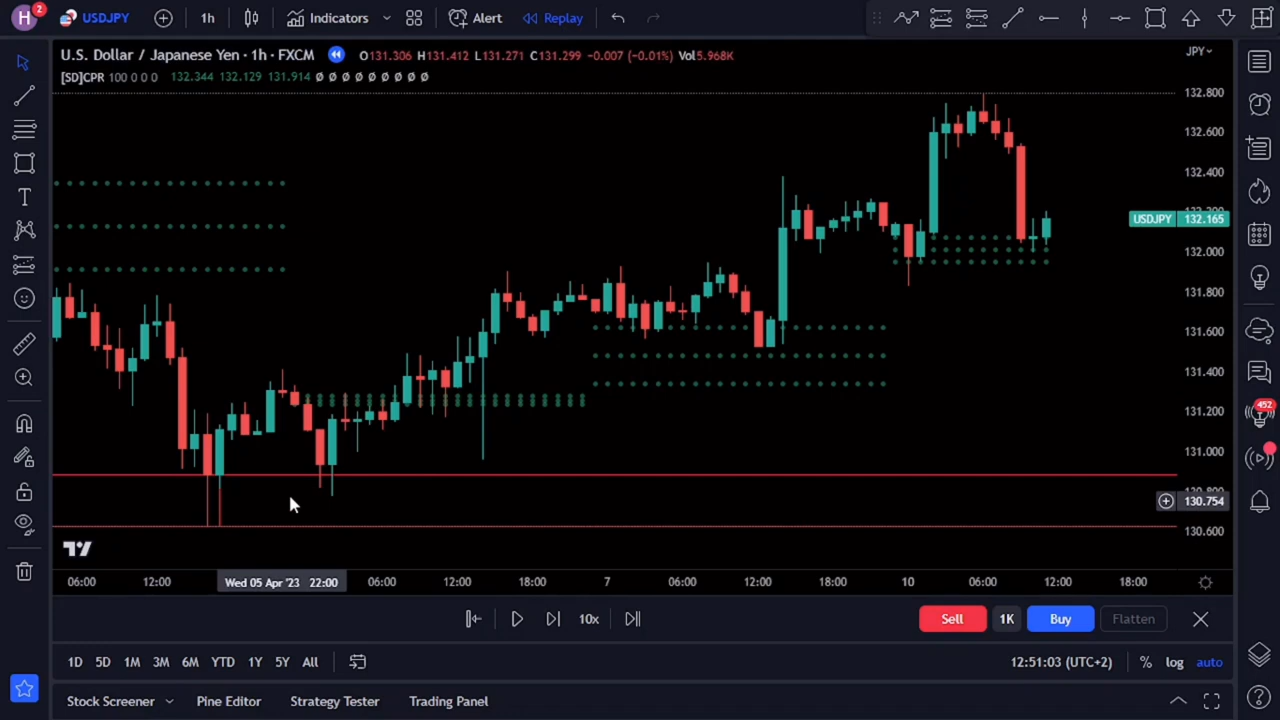 H 2 USDJPY 1h Indicators Alert Replay
U.S. Dollar / Japanese Yen · 1h · FXCM O131.306 H131.412 L131.271 C131.299 -0.007 (-0.01%) Vol5.968K JPY
[SD]CPR 100 0 0 0 132.344 132.129 131.914 Ø Ø Ø Ø Ø Ø Ø Ø Ø
132.800
132.600
132.400
USDJPY 132.165
132.000
131.800
131.600
131.400
131.200
131.000
130.754
130.600
452
T
06:00 12:00 Wed 05 Apr '23 22:00 06:00 12:00 18:00 7 06:00 12:00 18:00 10 06:00 12:00 18:00
10x Sell 1K Buy Flatten
1D 5D 1M 3M 6M YTD 1Y 5Y All 12:51:03 (UTC+2) % log auto
Stock Screener Pine Editor Strategy Tester Trading Panel